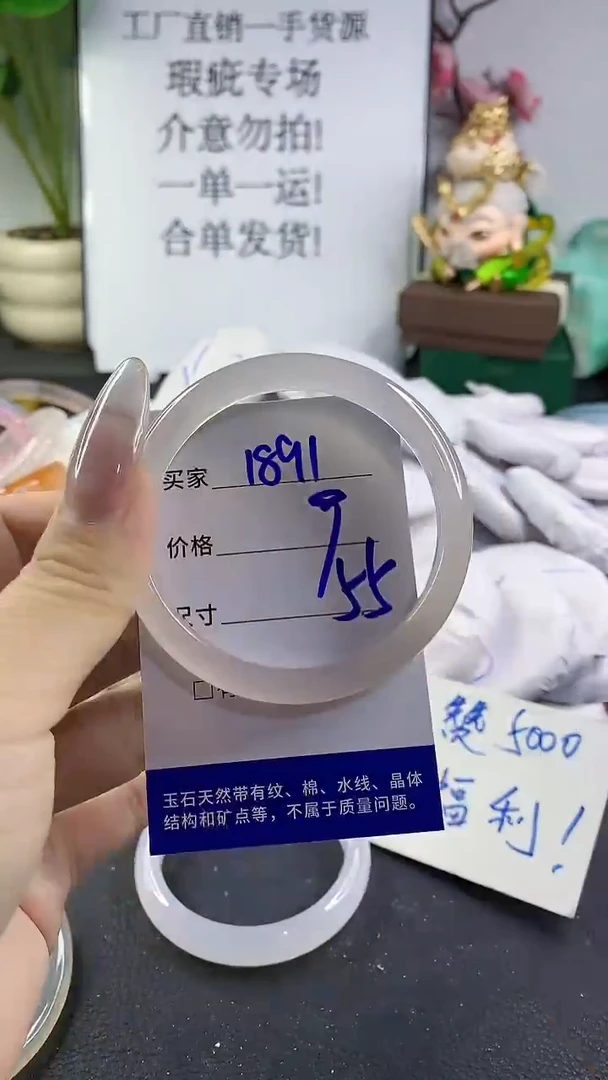 工厂直销一手货源
瑕疵专场
介意勿拍!
一单一运!
合单发货!
买家 1891
价格
尺寸 55
玉石天然带有纹、棉、水线、晶体
结构和矿点等，不属于质量问题。
赞5000
福利!